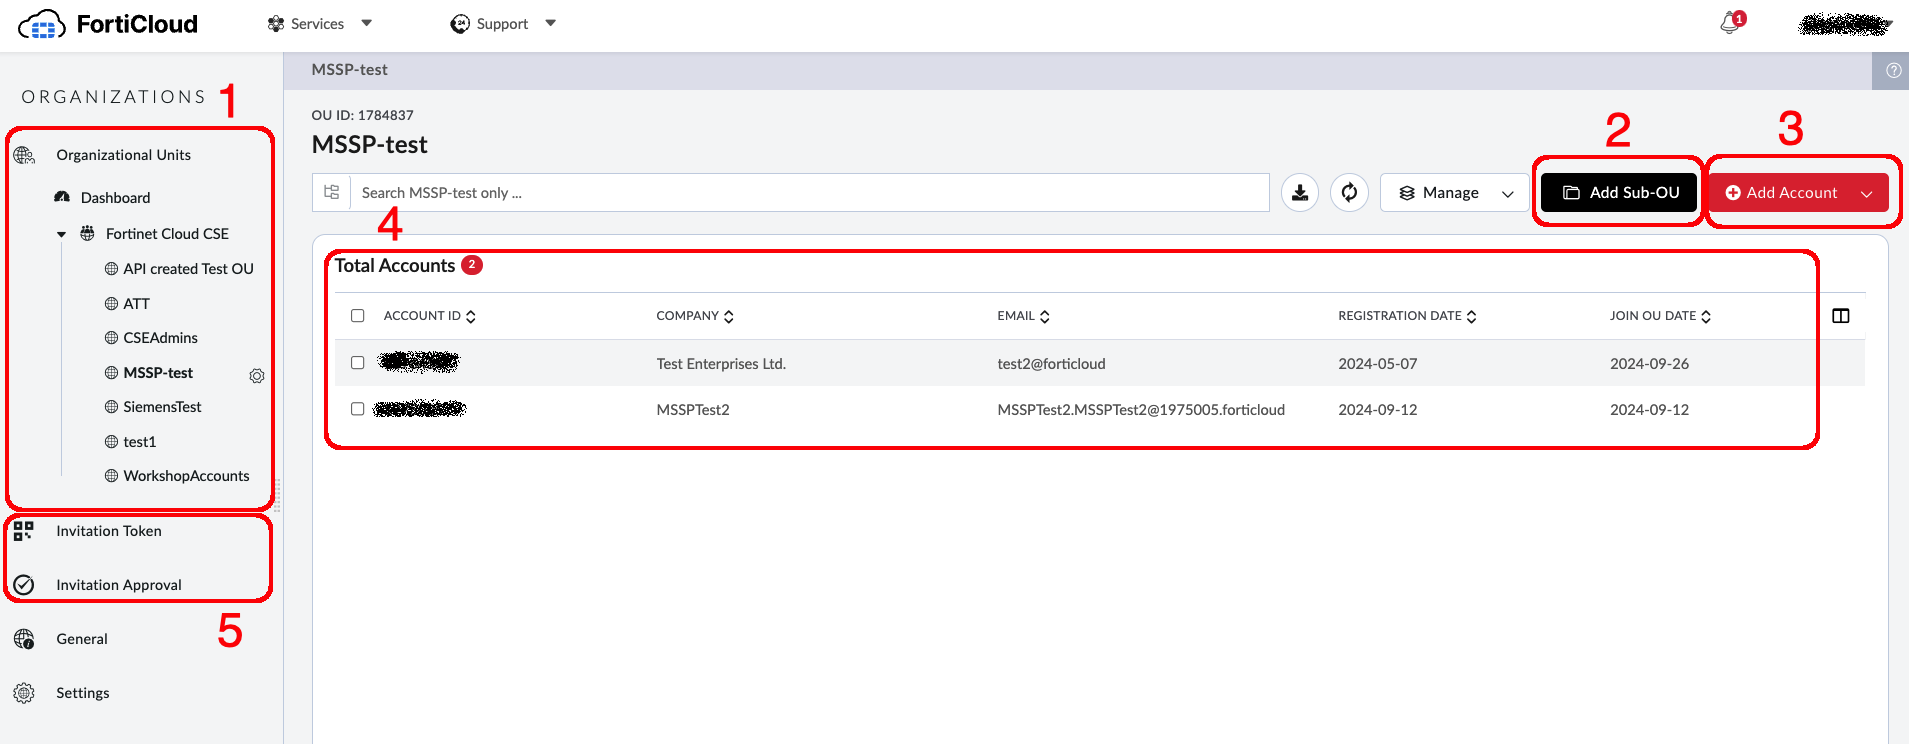 FortiCloud
Services
Support
1
MSSP-test
ORGANIZATIONS
1
Organizational Units
Dashboard
Fortinet Cloud CSE
API created Test OU
ATT
CSEAdmins
MSSP-test
SiemensTest
test1
WorkshopAccounts
Invitation Token
Invitation Approval
5
General
Settings
OU ID: 1784837
MSSP-test
2
3
Search MSSP-test only ...
Manage
Add Sub-OU
Add Account
4
Total Accounts 2
ACCOUNT ID COMPANY EMAIL REGISTRATION DATE JOIN OU DATE
Test Enterprises Ltd. test2@forticloud 2024-05-07 2024-09-26
MSSPTest2 MSSPTest2.MSSPTest2@1975005.forticloud 2024-09-12 2024-09-12